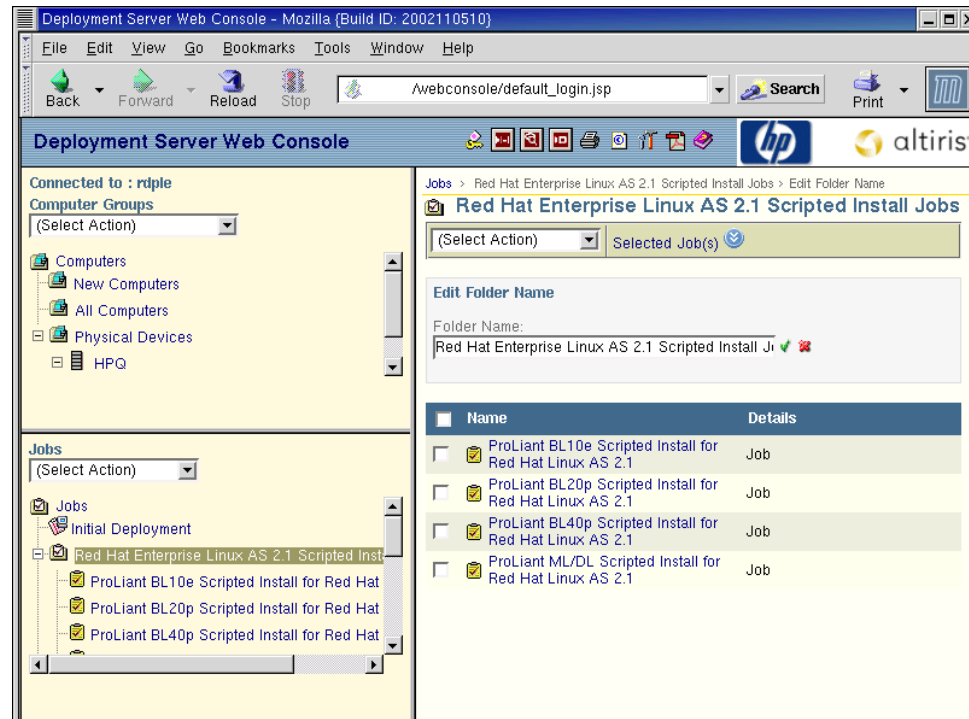 Deployment Server Web Console - Mozilla {Build ID: 2002110510}
File Edit View Go Bookmarks Tools Window Help
Back Forward Reload Stop /webconsole/default_login.jsp Search Print
Deployment Server Web Console
hp altiris
Connected to : rdple
Computer Groups
(Select Action)
Computers
New Computers
All Computers
Physical Devices
HPQ
Jobs
(Select Action)
Jobs
Initial Deployment
Red Hat Enterprise Linux AS 2.1 Scripted Inst
ProLiant BL10e Scripted Install for Red Hat
ProLiant BL20p Scripted Install for Red Hat
ProLiant BL40p Scripted Install for Red Hat
Jobs > Red Hat Enterprise Linux AS 2.1 Scripted Install Jobs > Edit Folder Name
Red Hat Enterprise Linux AS 2.1 Scripted Install Jobs
(Select Action) Selected Job(s)
Edit Folder Name
Folder Name:
Red Hat Enterprise Linux AS 2.1 Scripted Install J
Name Details
ProLiant BL10e Scripted Install for
Red Hat Linux AS 2.1
Job
ProLiant BL20p Scripted Install for
Red Hat Linux AS 2.1
Job
ProLiant BL40p Scripted Install for
Red Hat Linux AS 2.1
Job
ProLiant ML/DL Scripted Install for
Red Hat Linux AS 2.1
Job